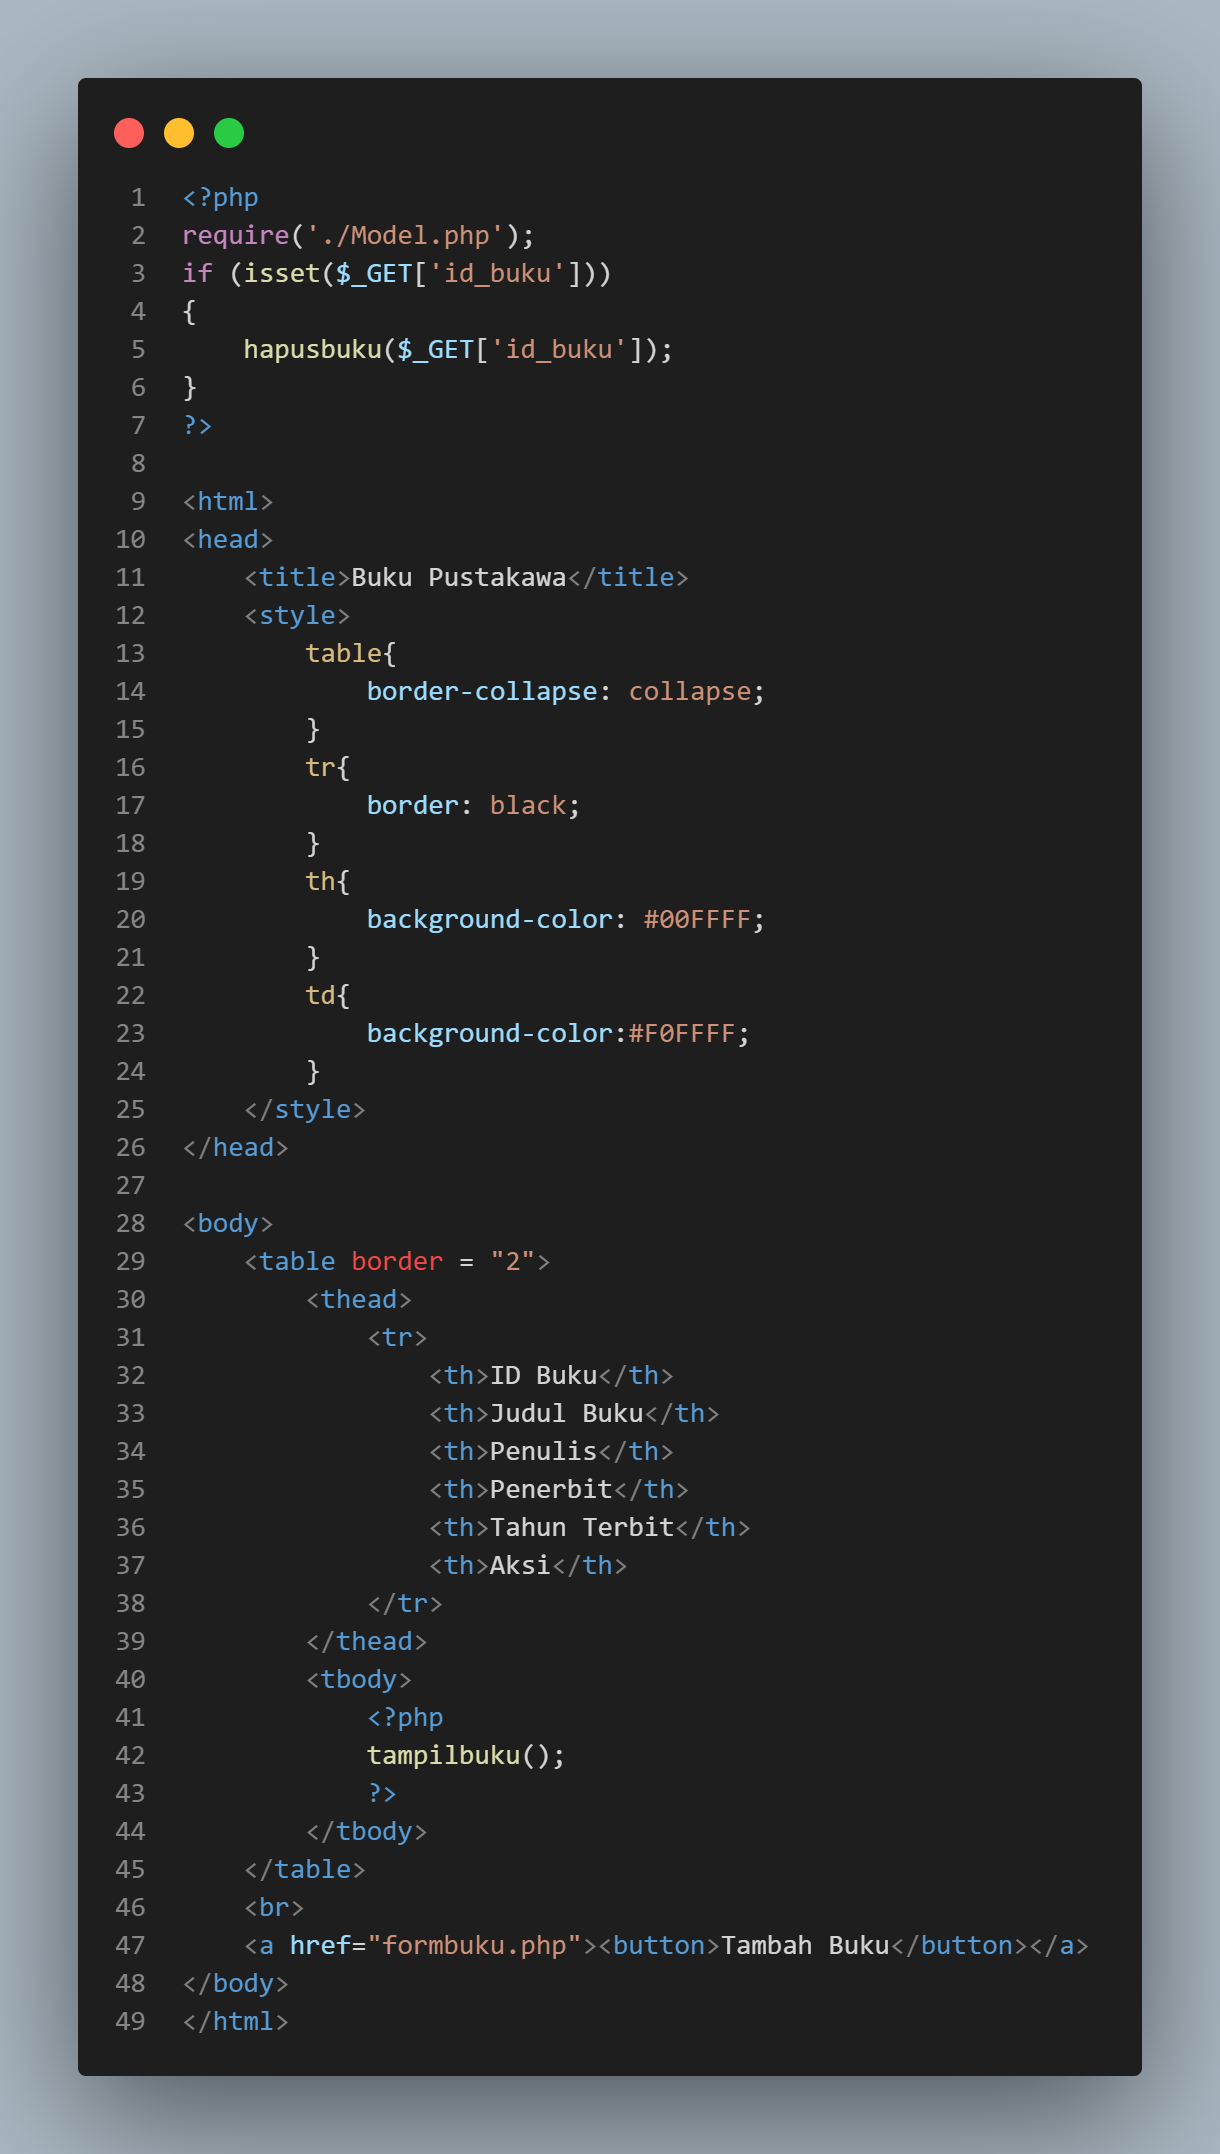 1 <?php
2 require('./Model.php');
3 if (isset($_GET['id_buku']))
4 {
5     hapusbuku($_GET['id_buku']);
6 }
7 ?>
8
9 <html>
10 <head>
11     <title>Buku Pustakawa</title>
12     <style>
13         table{
14             border-collapse: collapse;
15         }
16         tr{
17             border: black;
18         }
19         th{
20             background-color: #00FFFF;
21         }
22         td{
23             background-color:#F0FFFF;
24         }
25     </style>
26 </head>
27
28 <body>
29     <table border = "2">
30         <thead>
31             <tr>
32                 <th>ID Buku</th>
33                 <th>Judul Buku</th>
34                 <th>Penulis</th>
35                 <th>Penerbit</th>
36                 <th>Tahun Terbit</th>
37                 <th>Aksi</th>
38             </tr>
39         </thead>
40         <tbody>
41             <?php
42             tampilbuku();
43             ?>
44         </tbody>
45     </table>
46     <br>
47     <a href="formbuku.php"><button>Tambah Buku</button></a>
48 </body>
49 </html>